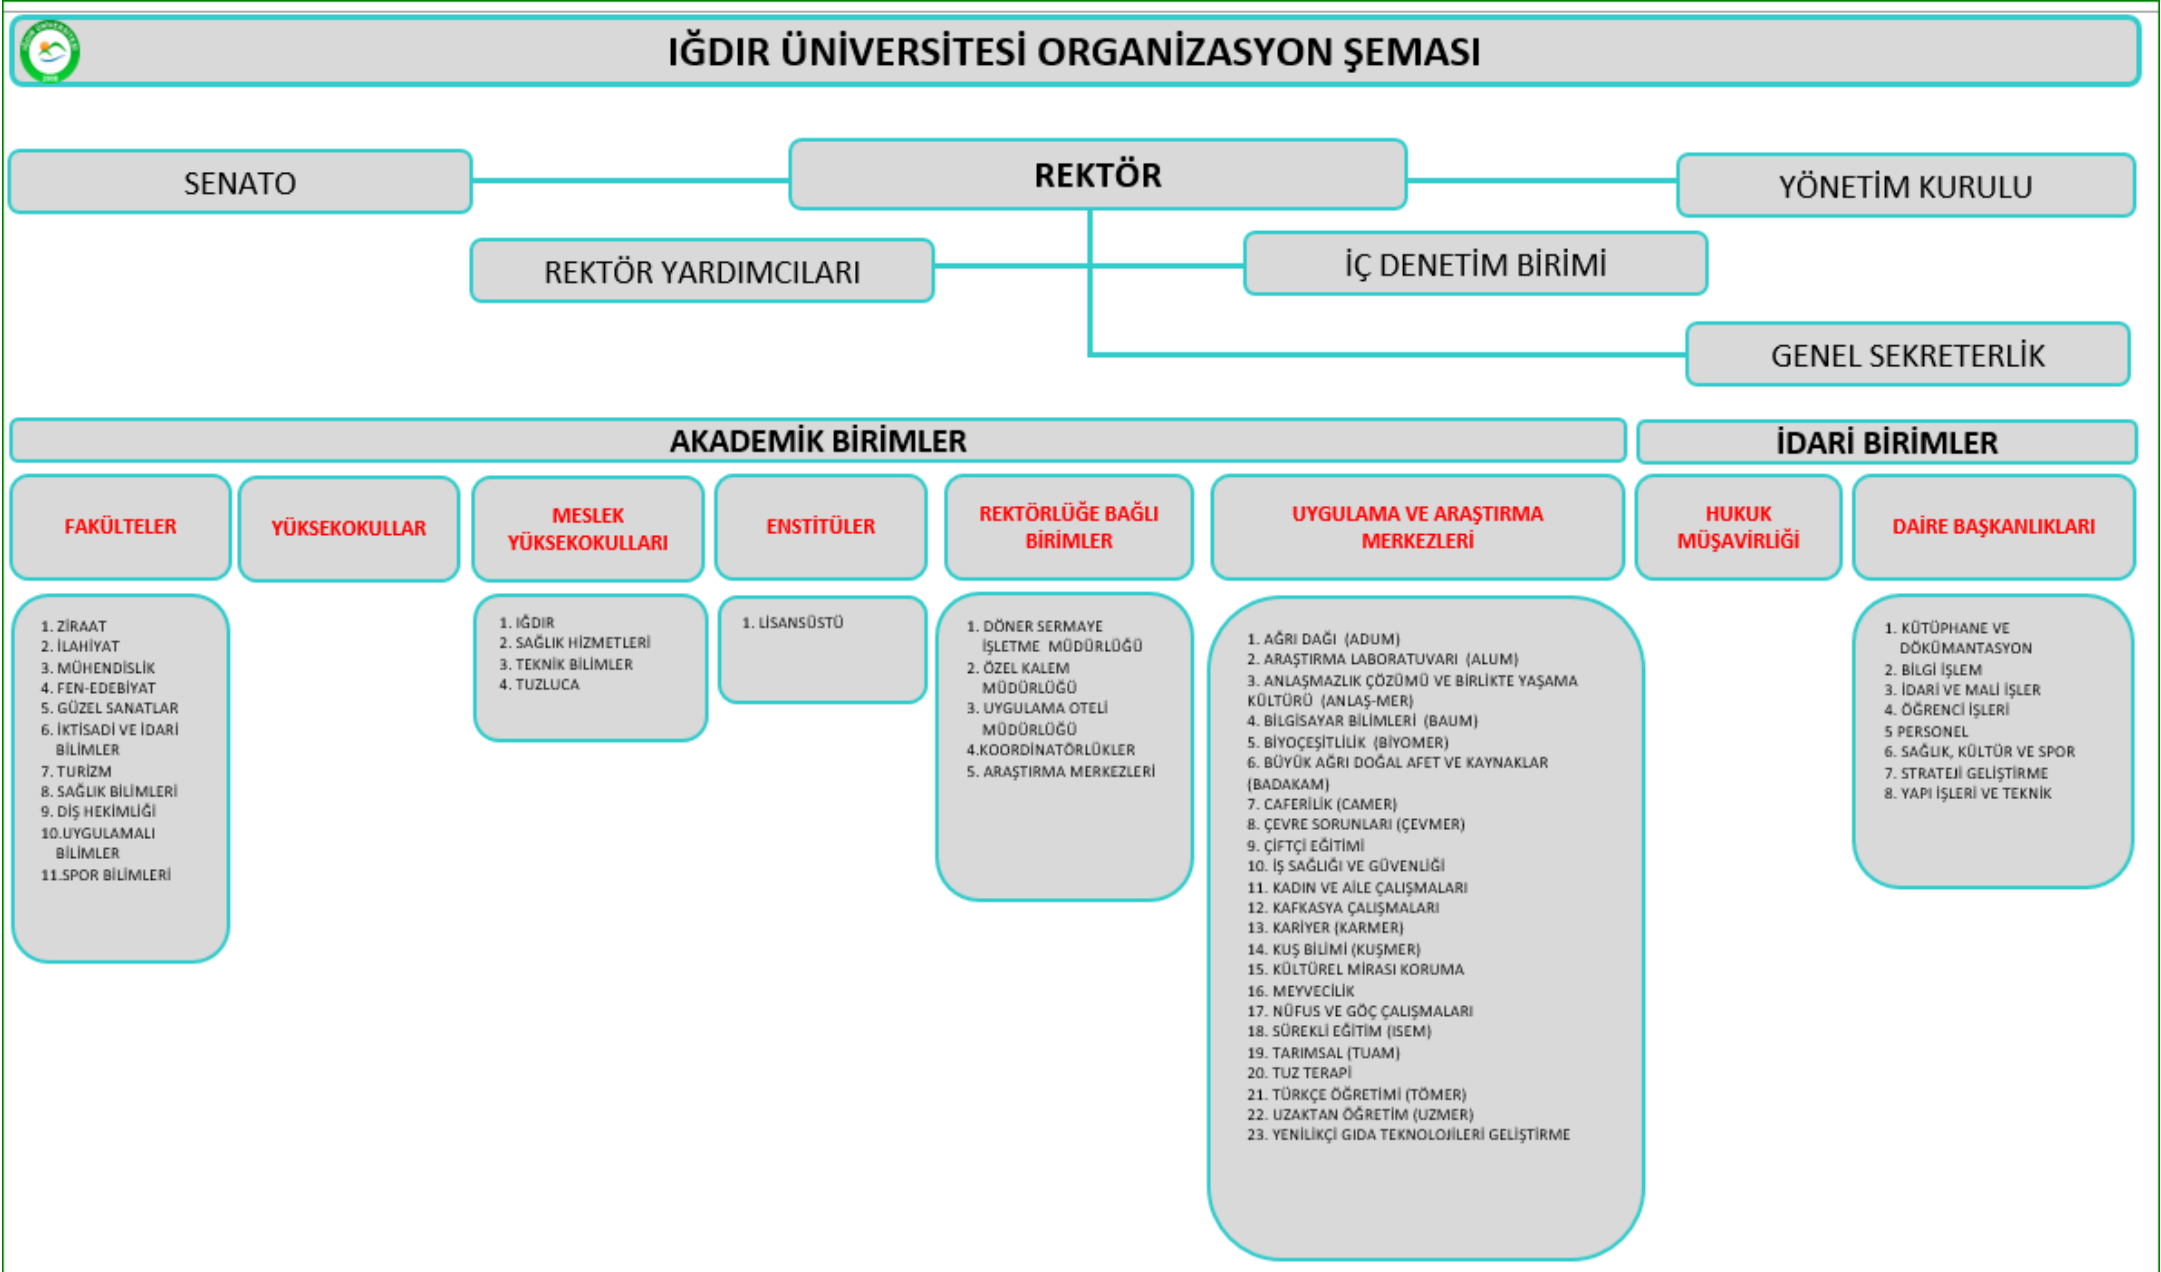 IĞDIR ÜNİVERSİTESİ
2008
IĞDIR ÜNİVERSİTESİ ORGANİZASYON ŞEMASI
SENATO
REKTÖR
YÖNETİM KURULU
REKTÖR YARDIMCILARI
İÇ DENETİM BİRİMİ
GENEL SEKRETERLİK
AKADEMİK BİRİMLER
İDARİ BİRİMLER
FAKÜLTELER
YÜKSEKOKULLAR
MESLEK
YÜKSEKOKULLARI
ENSTİTÜLER
REKTÖRLÜĞE BAĞLI
BİRİMLER
UYGULAMA VE ARAŞTIRMA
MERKEZLERİ
HUKUK
MÜŞAVİRLİĞİ
DAİRE BAŞKANLIKLARI
1. ZİRAAT
2. İLAHİYAT
3. MÜHENDİSLİK
4. FEN-EDEBİYAT
5. GÜZEL SANATLAR
6. İKTİSADİ VE İDARİ
BİLİMLER
7. TURİZM
8. SAĞLIK BİLİMLERİ
9. DİŞ HEKİMLİĞİ
10.UYGULAMALI
BİLİMLER
11.SPOR BİLİMLERİ
1. IĞDIR
2. SAĞLIK HİZMETLERİ
3. TEKNİK BİLİMLER
4. TUZLUCA
1. LİSANSÜSTÜ
1. DÖNER SERMAYE
İŞLETME MÜDÜRLÜĞÜ
2. ÖZEL KALEM
MÜDÜRLÜĞÜ
3. UYGULAMA OTELİ
MÜDÜRLÜĞÜ
4.KOORDİNATÖRLÜKLER
5. ARAŞTIRMA MERKEZLERİ
1. AĞRI DAĞI (ADUM)
2. ARAŞTIRMA LABORATUVARI (ALUM)
3. ANLAŞMAZLIK ÇÖZÜMÜ VE BİRLİKTE YAŞAMA
KÜLTÜRÜ (ANLAŞ-MER)
4. BİLGİSAYAR BİLİMLERİ (BAUM)
5. BİYOÇEŞİTLİLİK (BİYOMER)
6. BÜYÜK AĞRI DOĞAL AFET VE KAYNAKLAR
(BADAKAM)
7. CAFERİLİK (CAMER)
8. ÇEVRE SORUNLARI (ÇEVMER)
9. ÇİFTÇİ EĞİTİMİ
10. İŞ SAĞLIĞI VE GÜVENLİĞİ
11. KADIN VE AİLE ÇALIŞMALARI
12. KAFKASYA ÇALIŞMALARI
13. KARİYER (KARMER)
14. KUŞ BİLİMİ (KUŞMER)
15. KÜLTÜREL MİRASI KORUMA
16. MEYVECİLİK
17. NÜFUS VE GÖÇ ÇALIŞMALARI
18. SÜREKLİ EĞİTİM (ISEM)
19. TARIMSAL (TUAM)
20. TUZ TERAPİ
21. TÜRKÇE ÖĞRETİMİ (TÖMER)
22. UZAKTAN ÖĞRETİM (UZMER)
23. YENİLİKÇİ GIDA TEKNOLOJİLERİ GELİŞTİRME
1. KÜTÜPHANE VE
DÖKÜMANTASYON
2. BİLGİ İŞLEM
3. İDARİ VE MALİ İŞLER
4. ÖĞRENCİ İŞLERİ
5 PERSONEL
6. SAĞLIK, KÜLTÜR VE SPOR
7. STRATEJİ GELİŞTİRME
8. YAPI İŞLERİ VE TEKNİK